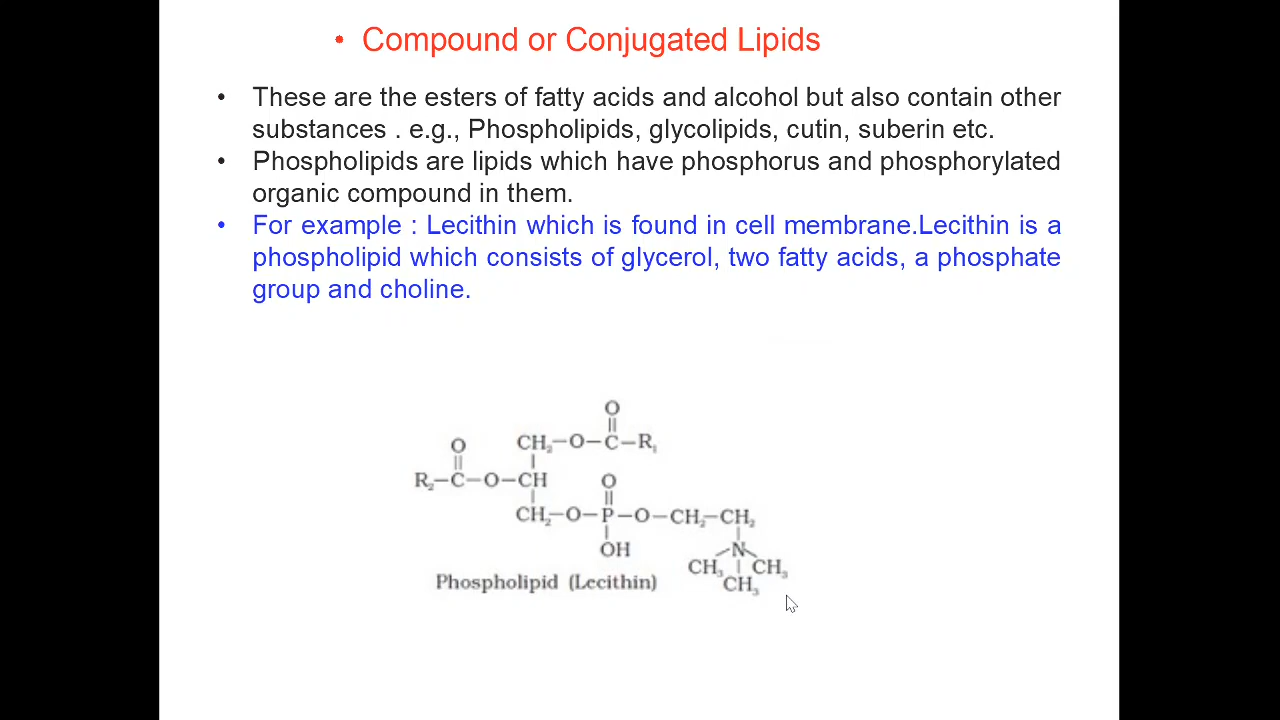 • Compound or Conjugated Lipids
• These are the esters of fatty acids and alcohol but also contain other
substances . e.g., Phospholipids, glycolipids, cutin, suberin etc.
• Phospholipids are lipids which have phosphorus and phosphorylated
organic compound in them.
• For example : Lecithin which is found in cell membrane.Lecithin is a
phospholipid which consists of glycerol, two fatty acids, a phosphate
group and choline.
O
O CH₂–O–C–R₁
R₂–C–O–CH O
CH₂–O–P–O–CH₂–CH₂
OH N
CH₃ CH₃
Phospholipid (Lecithin) CH₃